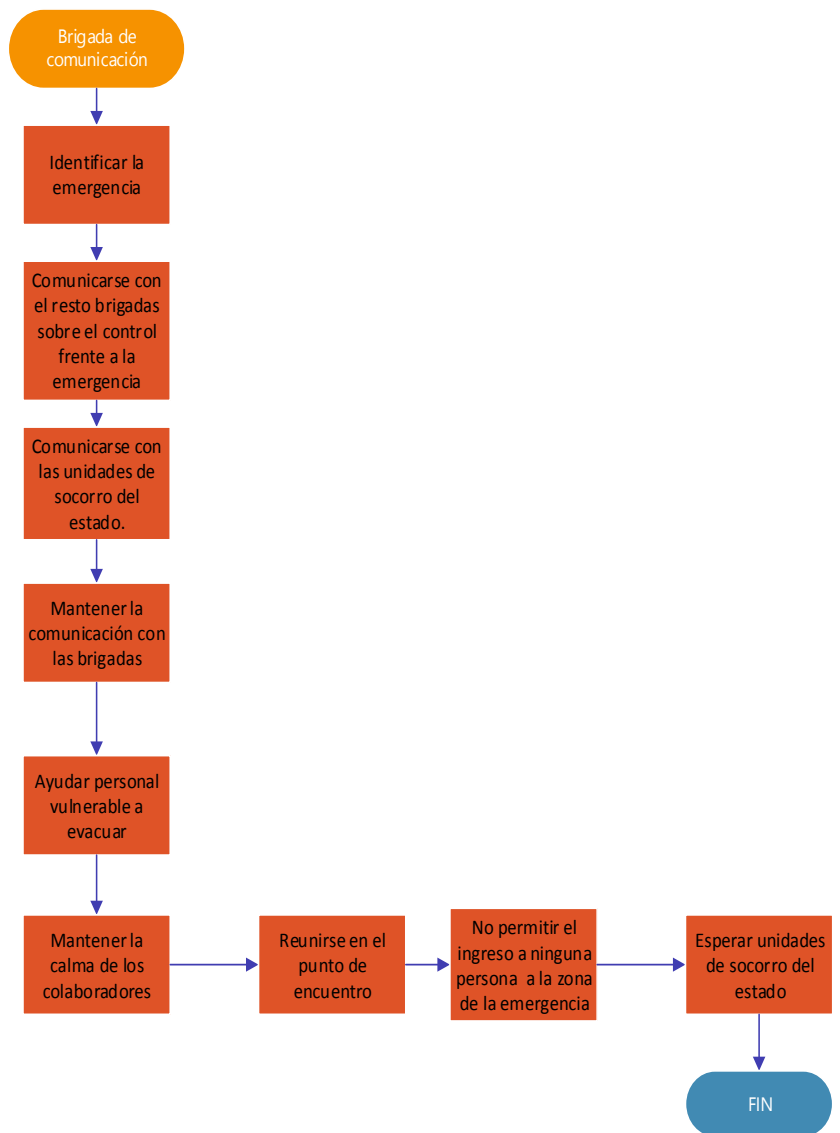 Brigada de
comunicación
Identificar la
emergencia
Comunicarse con
el resto brigadas
sobre el control
frente a la
emergencia
Comunicarse con
las unidades de
socorro del
estado.
Mantener la
comunicación con
las brigadas
Ayudar personal
vulnerable a
evacuar
Mantener la
calma de los
colaboradores
Reunirse en el
punto de
encuentro
No permitir el
ingreso a ninguna
persona a la zona
de la emergencia
Esperar unidades
de socorro del
estado
FIN